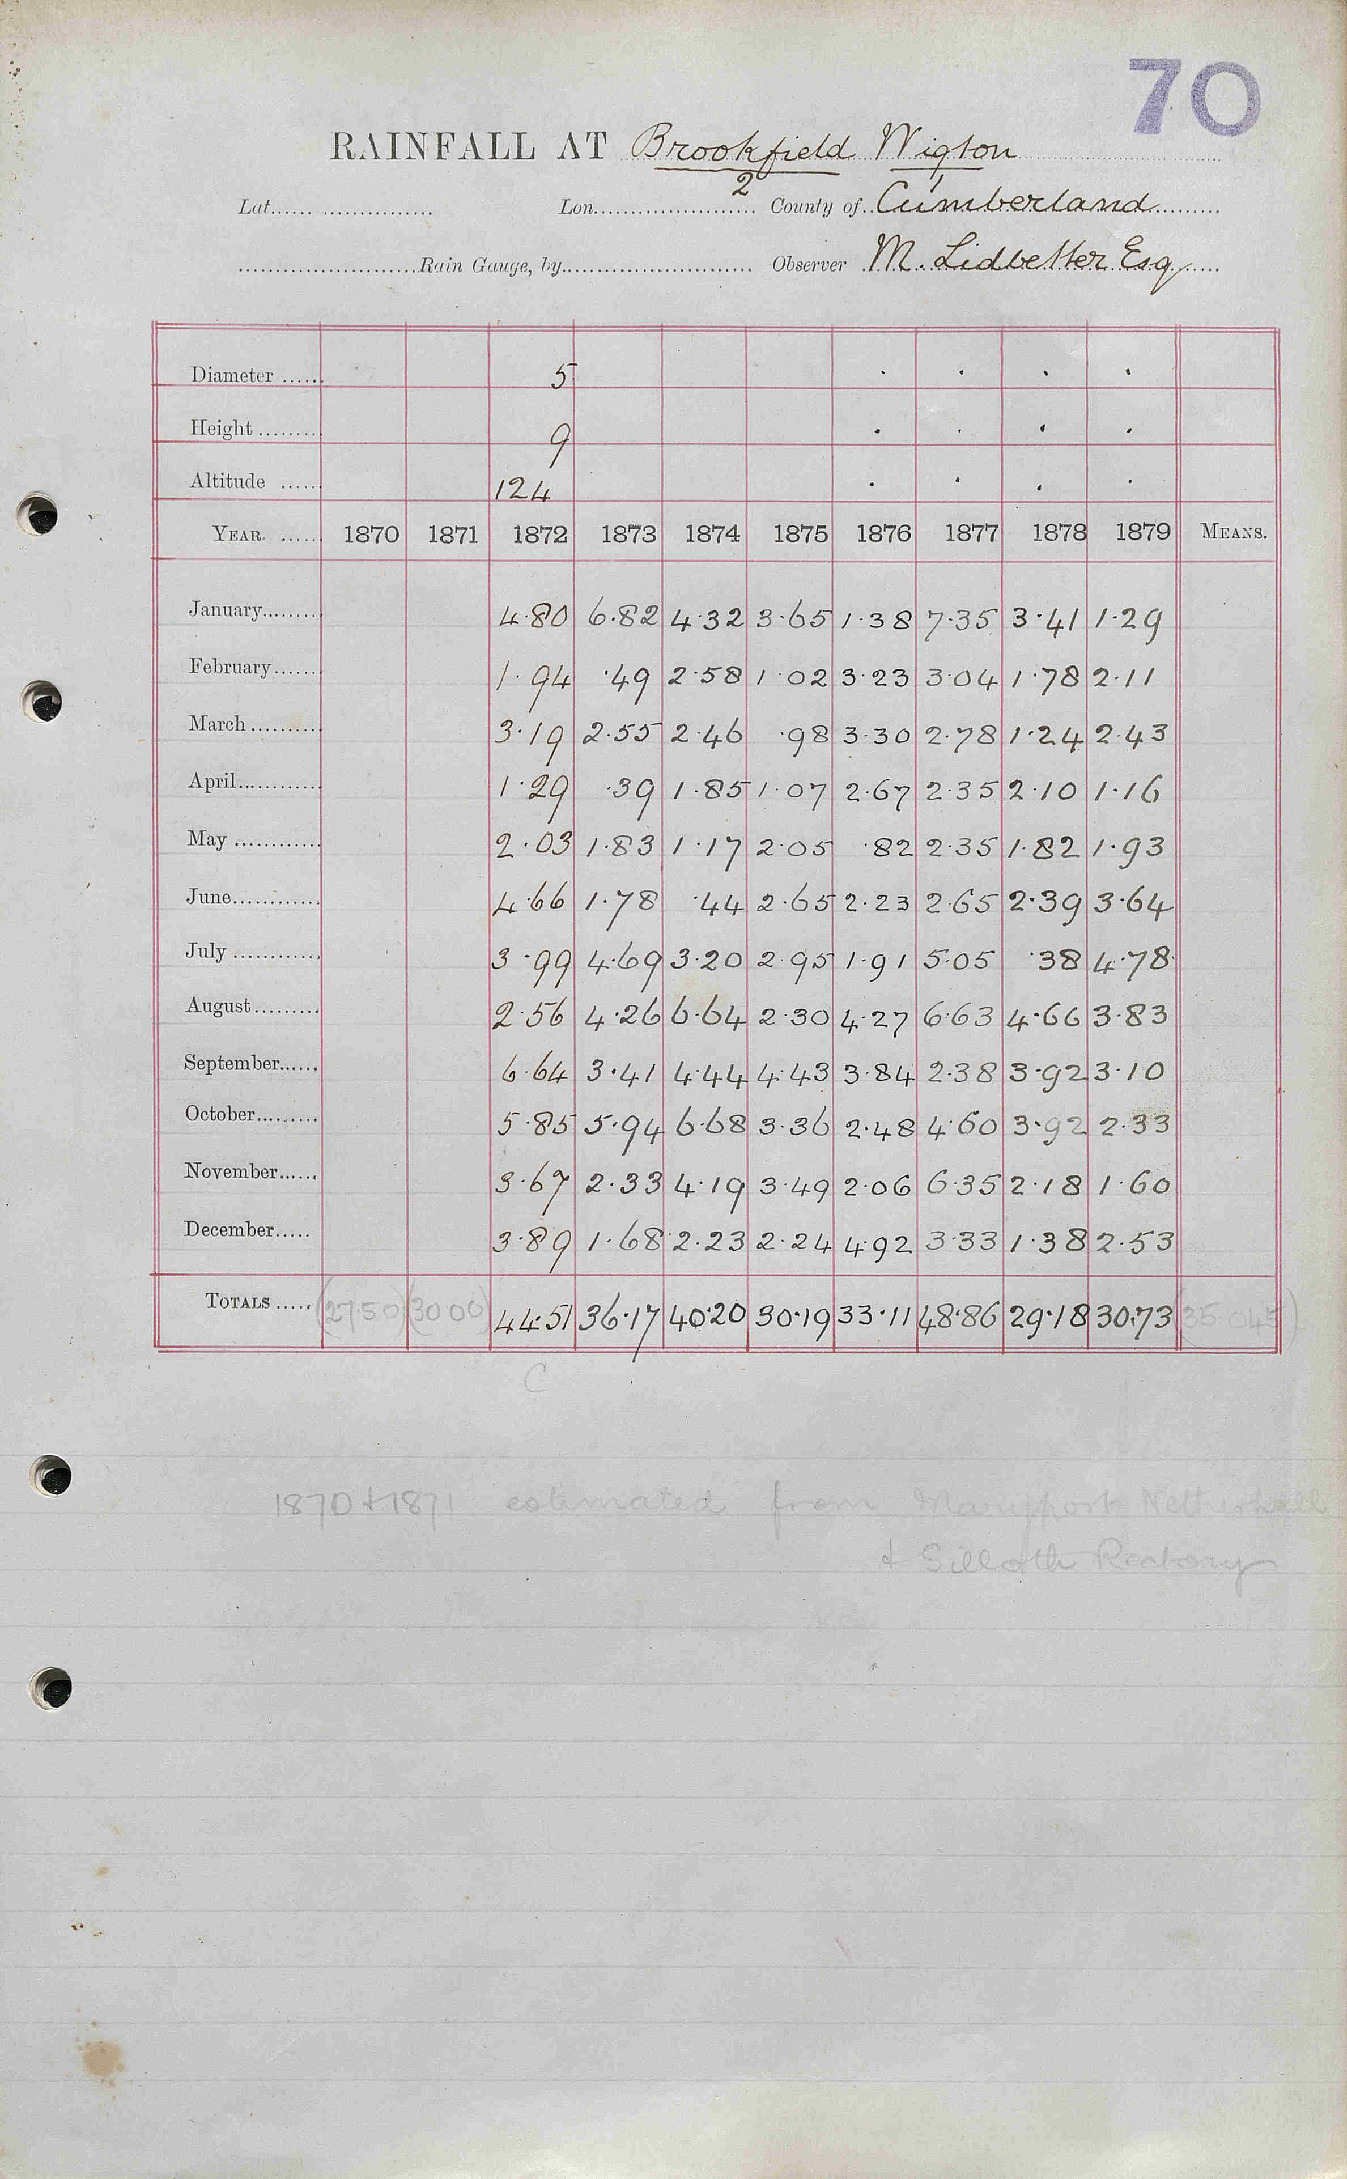 70
RAINFALL AT Brookfield Wigton
2 1
Lat...... ................ Lon....................... County of..Cumberland.........
.........................Rain Gauge, by.......................... Observer ..M. Lidbetter Esq.....
Diameter ...... 5 . . . .
Height ......... 9 . . . .
Altitude ...... 124 . . . .
YEAR. ...... 1870 1871 1872 1873 1874 1875 1876 1877 1878 1879 MEANS.
January......... 4.80 6.82 4.32 3.65 1.38 7.35 3.41 1.29
February....... 1.94 .49 2.58 1.02 3.23 3.04 1.78 2.11
March .......... 3.19 2.55 2.46 .98 3.30 2.78 1.24 2.43
April............ 1.29 .39 1.85 1.07 2.67 2.35 2.10 1.16
May ............ 2.03 1.83 1.17 2.05 .82 2.35 1.82 1.93
June............. 4.66 1.78 .44 2.65 2.23 2.65 2.39 3.64
July ............ 3.99 4.69 3.20 2.95 1.91 5.05 .38 4.78
August......... 2.56 4.26 6.64 2.30 4.27 6.63 4.66 3.83
September...... 6.64 3.41 4.44 4.43 3.84 2.38 3.92 3.10
October......... 5.85 5.94 6.68 3.36 2.48 4.60 3.92 2.33
November...... 3.67 2.33 4.19 3.49 2.06 6.35 2.18 1.60
December..... 3.89 1.68 2.23 2.24 4.92 3.33 1.38 2.53
TOTALS ..... (27.50) (30.00) 44.51 36.17 40.20 30.19 33.11 48.86 29.18 30.73 (35.045)
C
1870 + 1871 estimated from Maryport Netherhall
+ Silloth Rectory